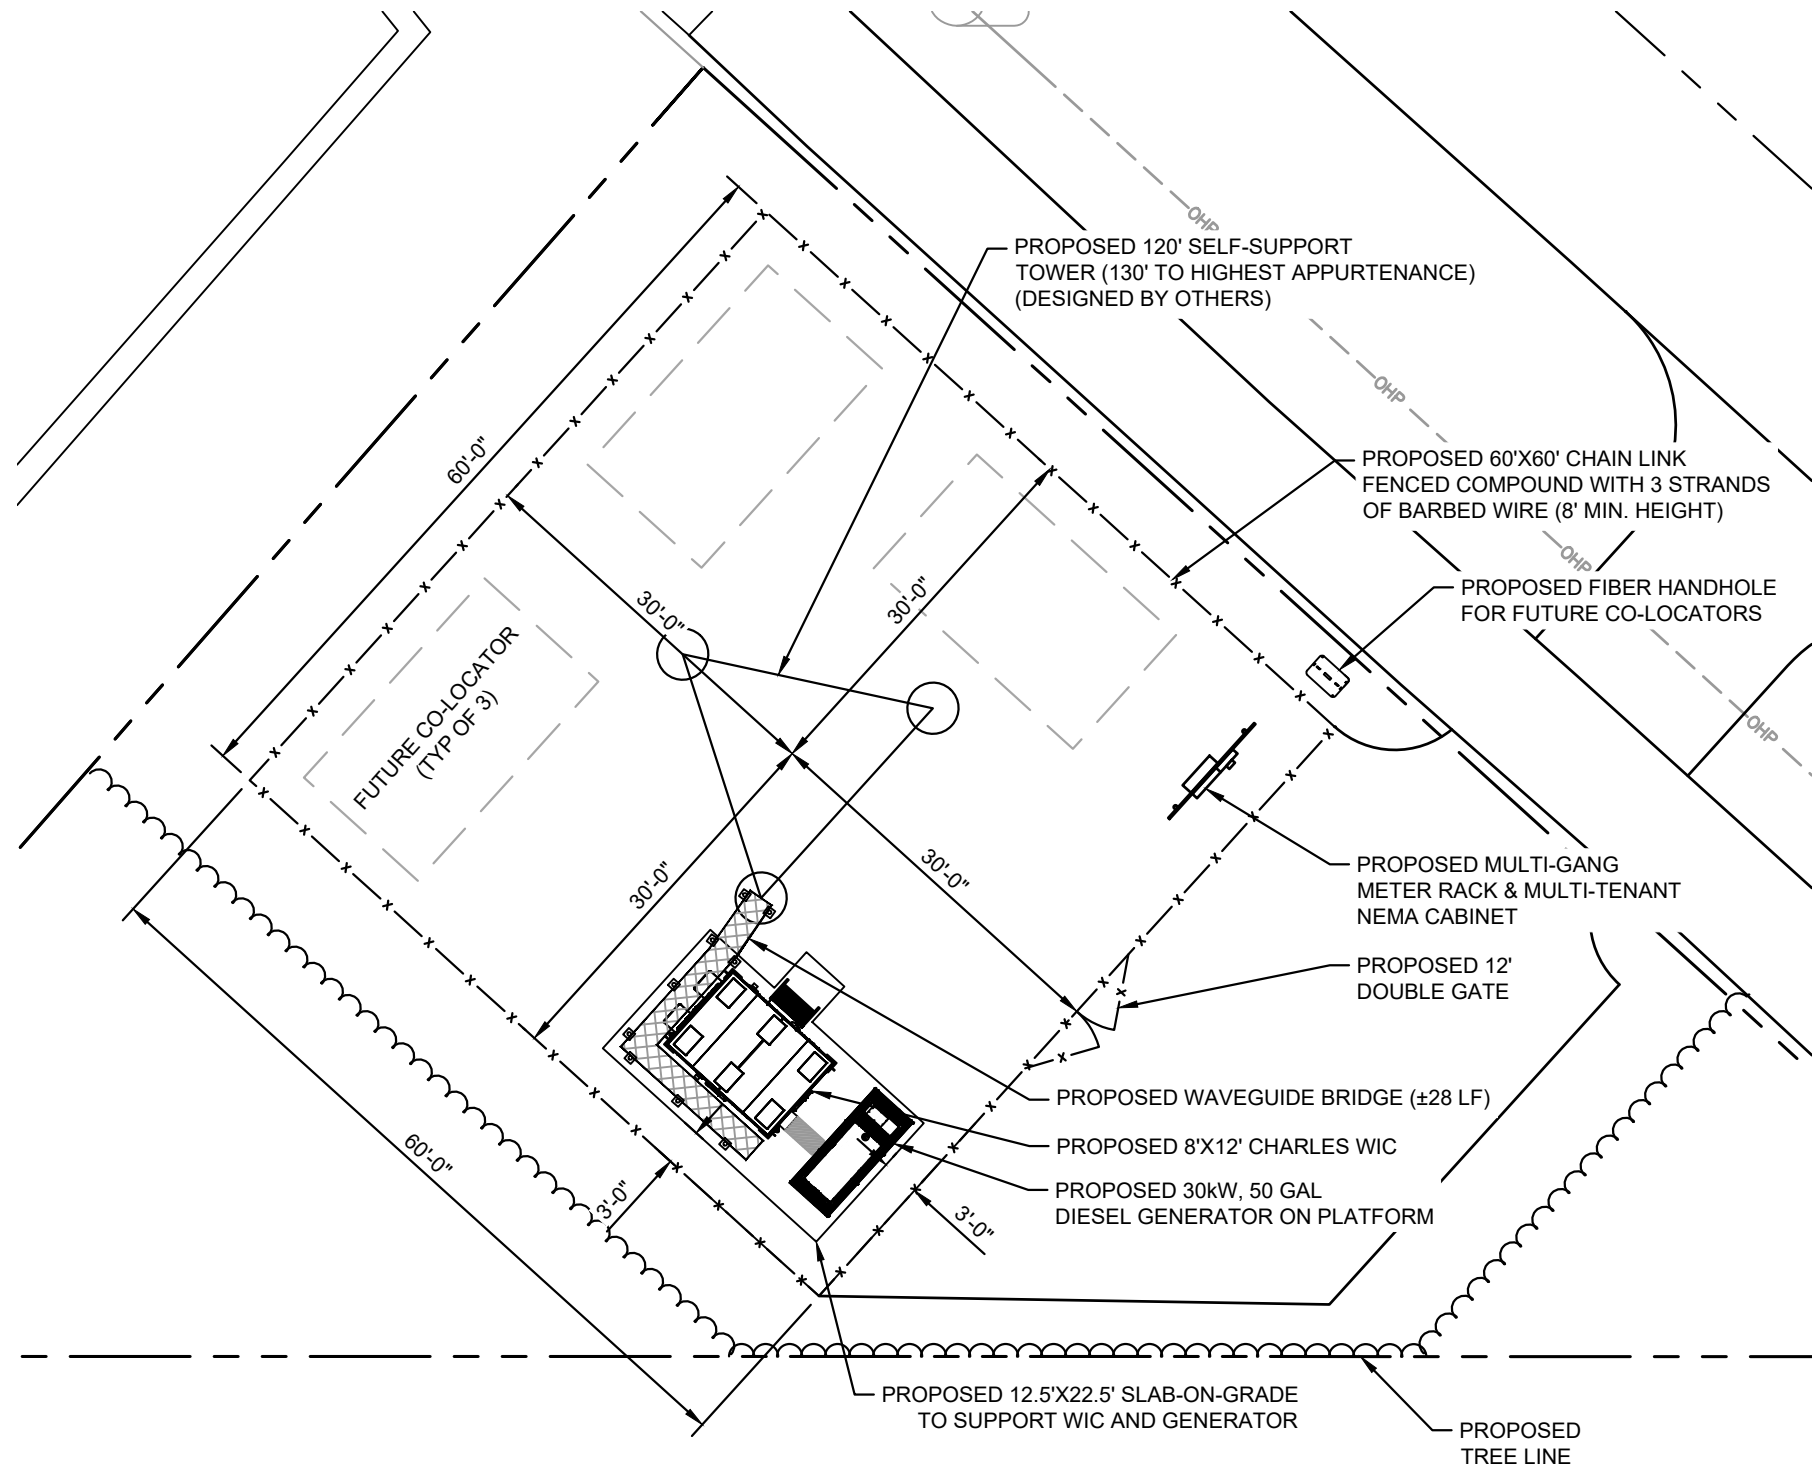 OHP
PROPOSED 120' SELF-SUPPORT
TOWER (130' TO HIGHEST APPURTENANCE)
(DESIGNED BY OTHERS)
OHP
60'-0"
PROPOSED 60'X60' CHAIN LINK
FENCED COMPOUND WITH 3 STRANDS
OF BARBED WIRE (8' MIN. HEIGHT)
OHP
PROPOSED FIBER HANDHOLE
FOR FUTURE CO-LOCATORS
30'-0"
30'-0"
FUTURE CO-LOCATOR
(TYP OF 3)
OHP
30'-0"
30'-0"
PROPOSED MULTI-GANG
METER RACK & MULTI-TENANT
NEMA CABINET
PROPOSED 12'
DOUBLE GATE
PROPOSED WAVEGUIDE BRIDGE (±28 LF)
PROPOSED 8'X12' CHARLES WIC
60'-0"
PROPOSED 30kW, 50 GAL
DIESEL GENERATOR ON PLATFORM
3'-0"
3'-0"
PROPOSED 12.5'X22.5' SLAB-ON-GRADE
TO SUPPORT WIC AND GENERATOR
PROPOSED
TREE LINE